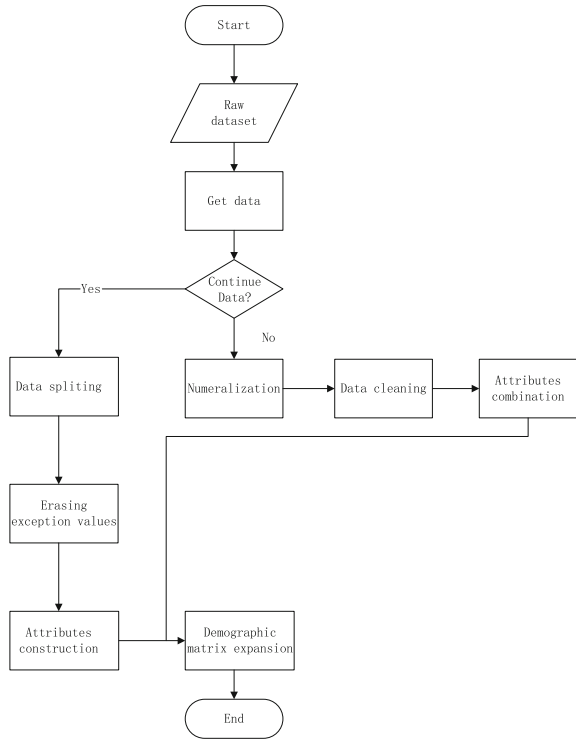 Start
Raw
dataset
Get data
Continue
Data?
Yes
No
Data spliting
Numeralization
Data cleaning
Attributes
combination
Erasing
exception values
Attributes
construction
Demographic
matrix expansion
End